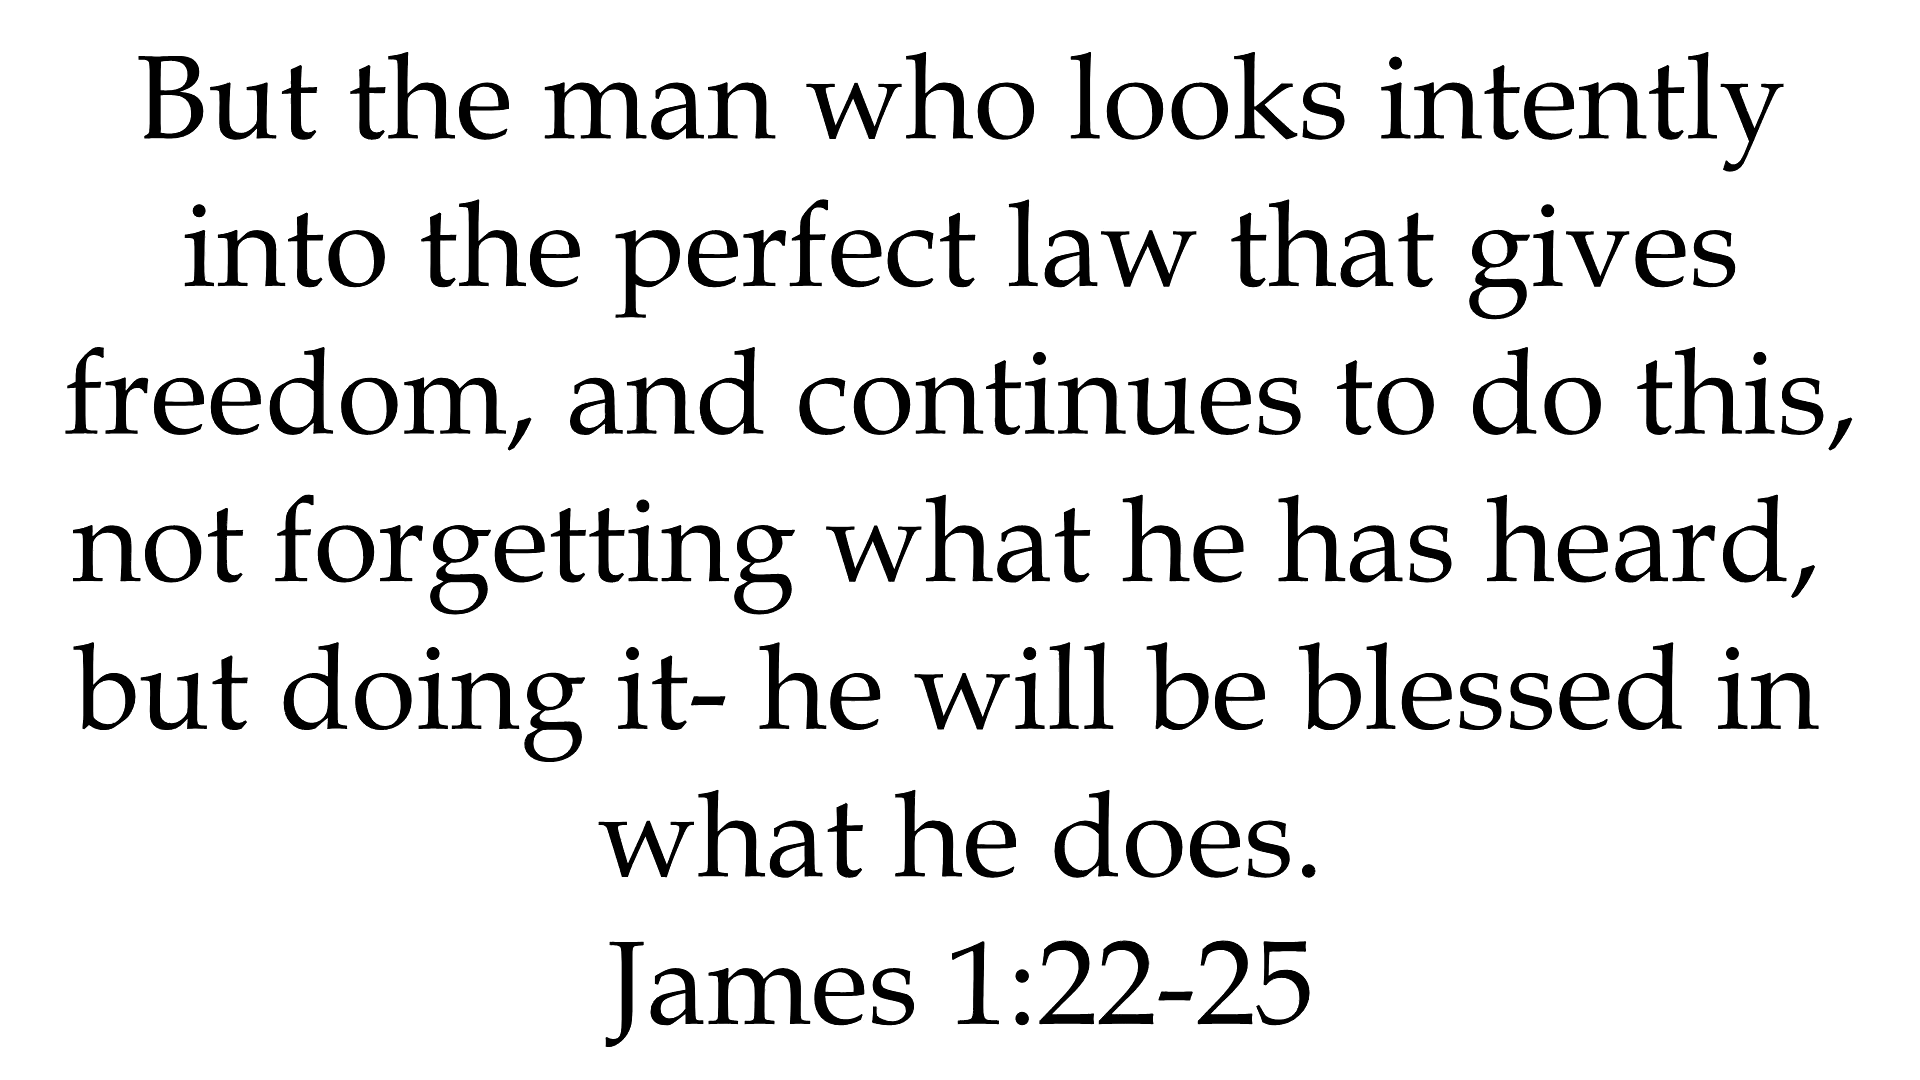 But the man who looks intently
into the perfect law that gives
freedom, and continues to do this,
not forgetting what he has heard,
but doing it- he will be blessed in
what he does.
James 1:22-25